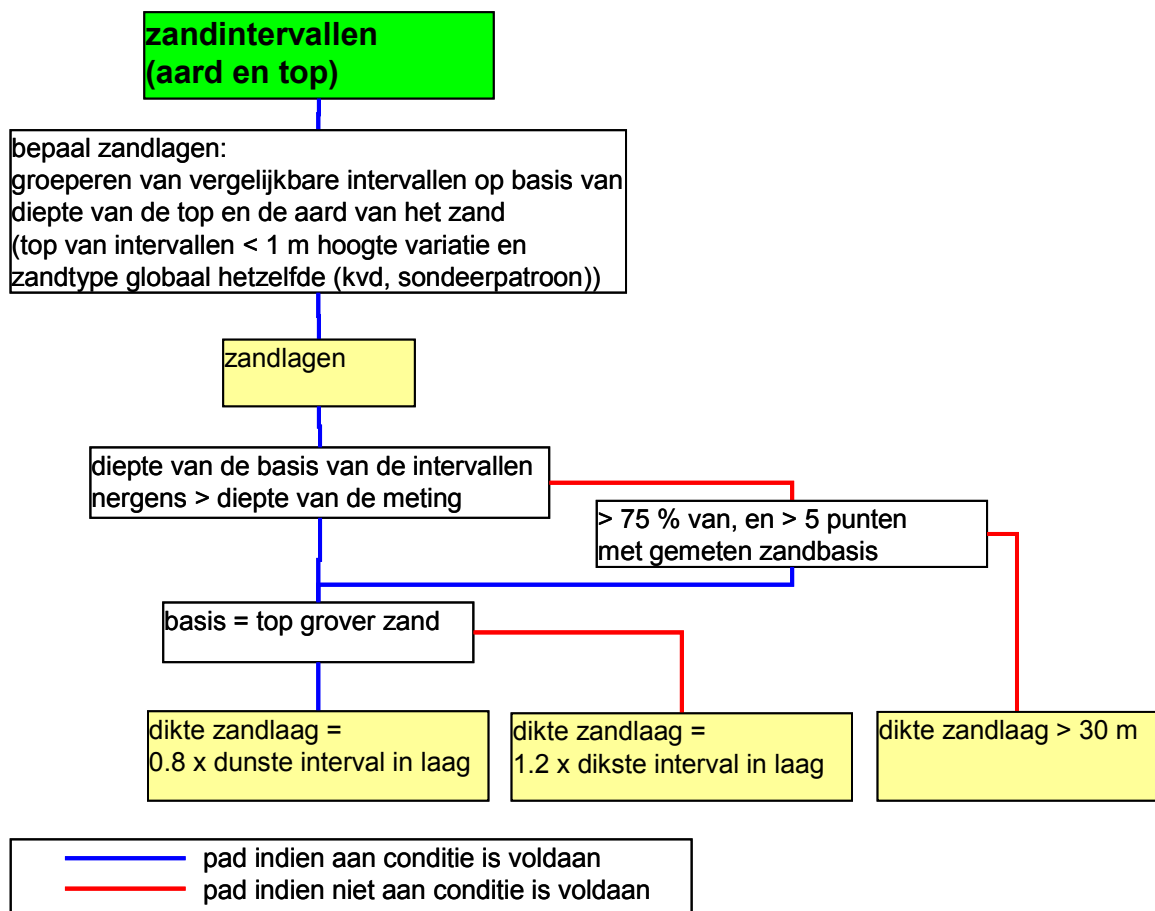 zandintervallen
(aard en top)
bepaal zandlagen:
groeperen van vergelijkbare intervallen op basis van
diepte van de top en de aard van het zand
(top van intervallen < 1 m hoogte variatie en
zandtype globaal hetzelfde (kvd, sondeerpatroon))
zandlagen
diepte van de basis van de intervallen
nergens > diepte van de meting
> 75 % van, en > 5 punten
met gemeten zandbasis
basis = top grover zand
dikte zandlaag =
0.8 x dunste interval in laag
dikte zandlaag =
1.2 x dikste interval in laag
dikte zandlaag > 30 m
pad indien aan conditie is voldaan
pad indien niet aan conditie is voldaan